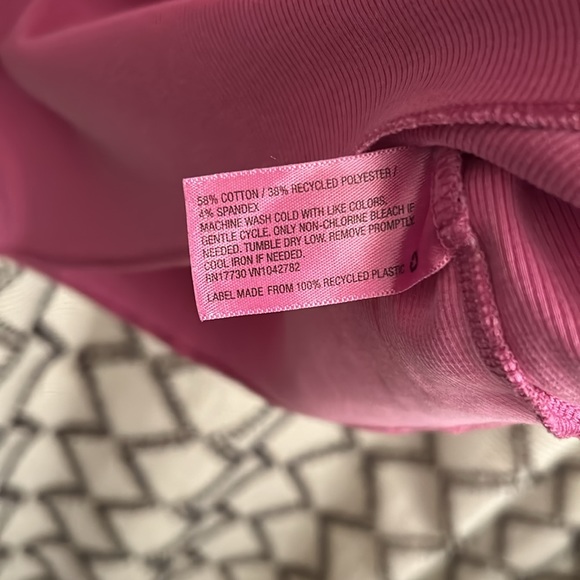 58% COTTON / 38% RECYCLED POLYESTER /
4% SPANDEX
MACHINE WASH COLD WITH LIKE COLORS,
GENTLE CYCLE. ONLY NON-CHLORINE BLEACH IF
NEEDED. TUMBLE DRY LOW. REMOVE PROMPTLY.
COOL IRON IF NEEDED.
RN17730 VN1042782
LABEL MADE FROM 100% RECYCLED PLASTIC